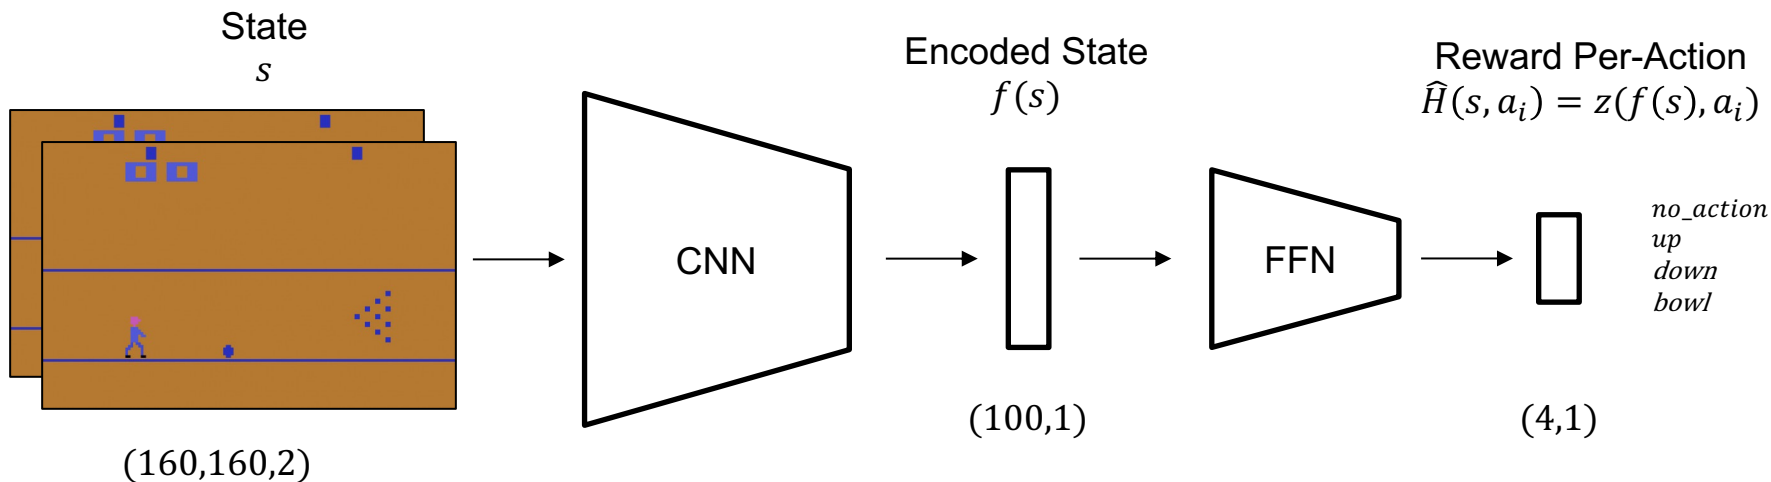 State
s
(160,160,2)
CNN
Encoded State
f(s)
(100,1)
FFN
Reward Per-Action
Ĥ(s, aᵢ) = z(f(s), aᵢ)
no_action
up
down
bowl
(4,1)